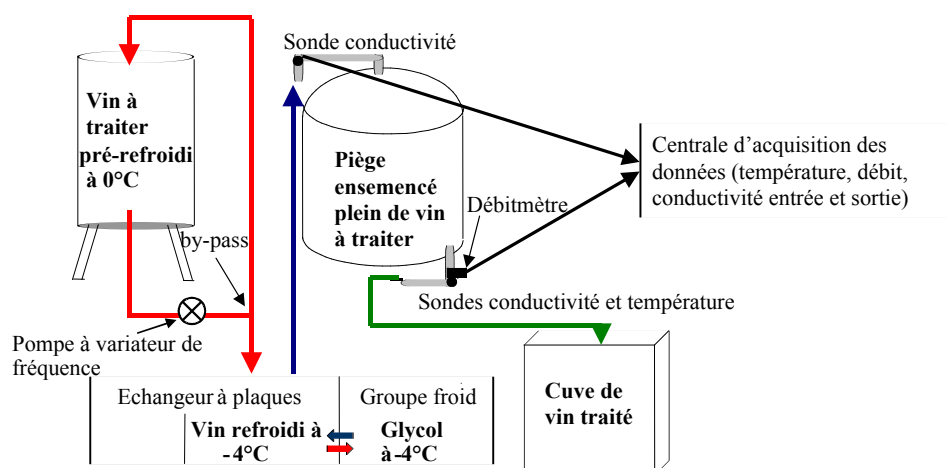 Sonde conductivité
Vin à
traiter
pré-refroidi
à 0°C
Piège
ensemencé
plein de vin
à traiter
Centrale d'acquisition des
données (température, débit,
conductivité entrée et sortie)
Débitmètre
by-pass
Sondes conductivité et température
Pompe à variateur de
fréquence
Echangeur à plaques
Groupe froid
Vin refroidi à
-4°C
Glycol
à -4°C
Cuve de
vin traité